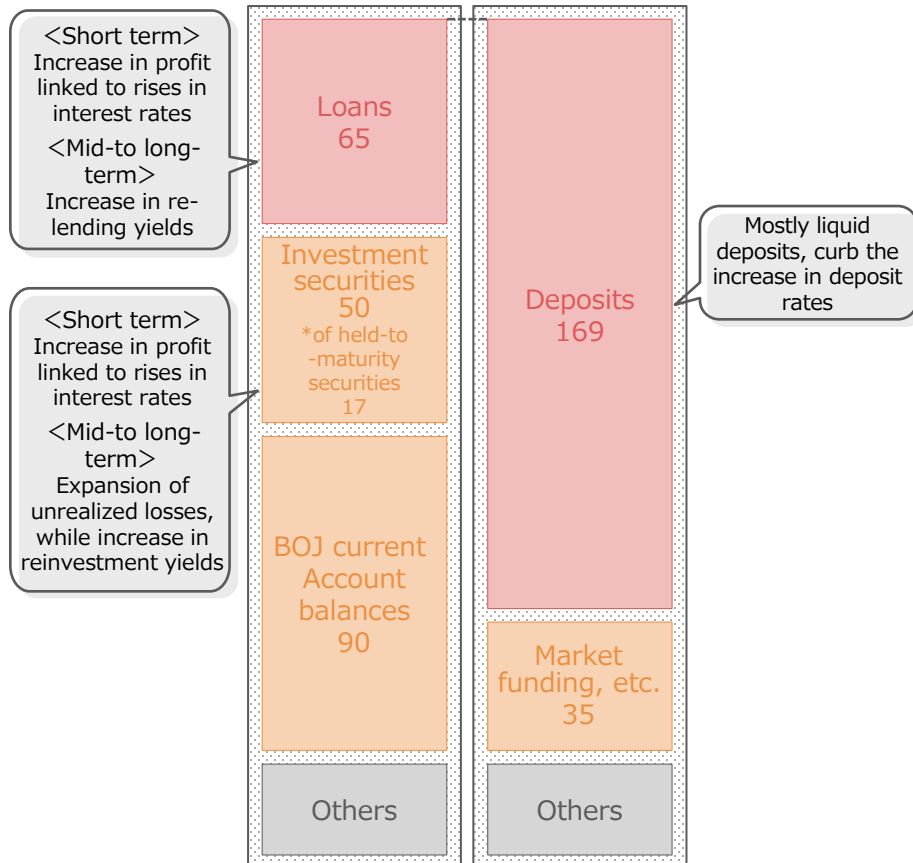 <Short term>
Increase in profit
linked to rises in
interest rates
<Mid-to long-
term>
Increase in re-
lending yields
<Short term>
Increase in profit
linked to rises in
interest rates
<Mid-to long-
term>
Expansion of
unrealized losses,
while increase in
reinvestment yields
Loans
65
Investment
securities
50
*of held-to
-maturity
securities
17
BOJ current
Account
balances
90
Others
Deposits
169
Market
funding, etc.
35
Others
Mostly liquid
deposits, curb the
increase in deposit
rates